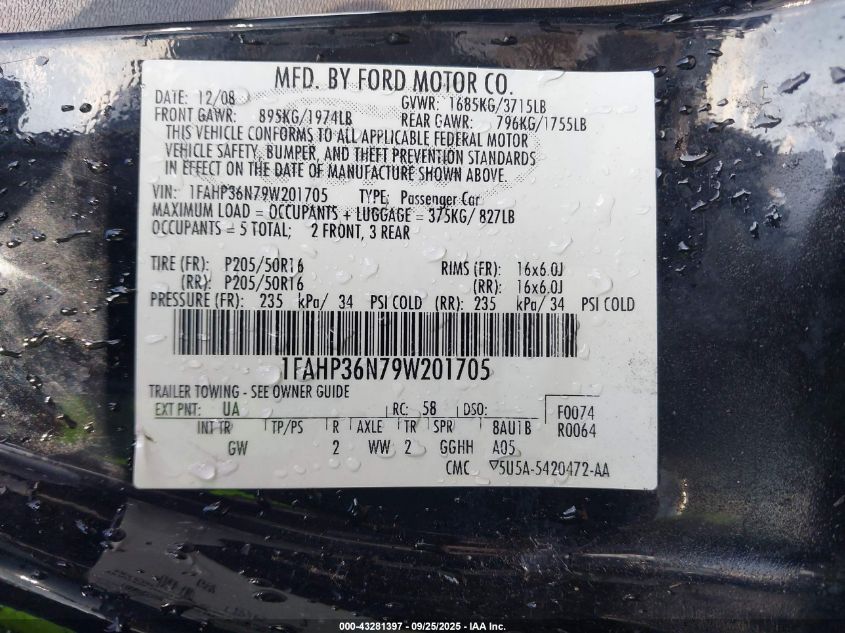 MFD. BY FORD MOTOR CO.
DATE: 12/08 GVWR: 1685KG/3715LB
FRONT GAWR: 895KG/1974LB REAR GAWR: 796KG/1755LB
THIS VEHICLE CONFORMS TO ALL APPLICABLE FEDERAL MOTOR
VEHICLE SAFETY, BUMPER, AND THEFT PREVENTION STANDARDS
IN EFFECT ON THE DATE OF MANUFACTURE SHOWN ABOVE.
VIN: 1FAHP36N79W201705 TYPE: Passenger Car
MAXIMUM LOAD = OCCUPANTS + LUGGAGE = 375KG/ 827LB
OCCUPANTS = 5 TOTAL; 2 FRONT, 3 REAR
TIRE (FR): P205/50R16 RIMS (FR): 16x6.0J
(RR): P205/50R16 (RR): 16x6.0J
PRESSURE (FR): 235 kPa/ 34 PSI COLD (RR): 235 kPa/ 34 PSI COLD
1FAHP36N79W201705
TRAILER TOWING - SEE OWNER GUIDE
EXT PNT: UA RC: 58 DSO: F0074
INT TR TP/PS R AXLE TR SPR 8AU1B R0064
GW 2 WW 2 GGHH A05
CMC ▽5U5A-5420472-AA
000-43281397 - 09/25/2025 - IAA Inc.